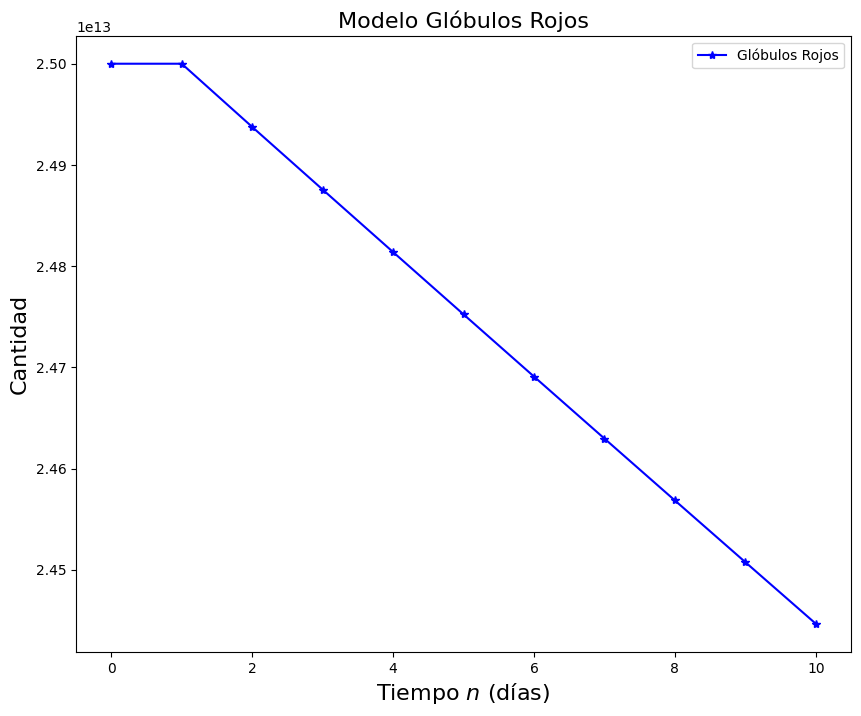 Modelo Glóbulos Rojos
1e13
Glóbulos Rojos
2.50
2.49
2.48
2.47
2.46
2.45
Cantidad
0 2 4 6 8 10
Tiempo n (días)